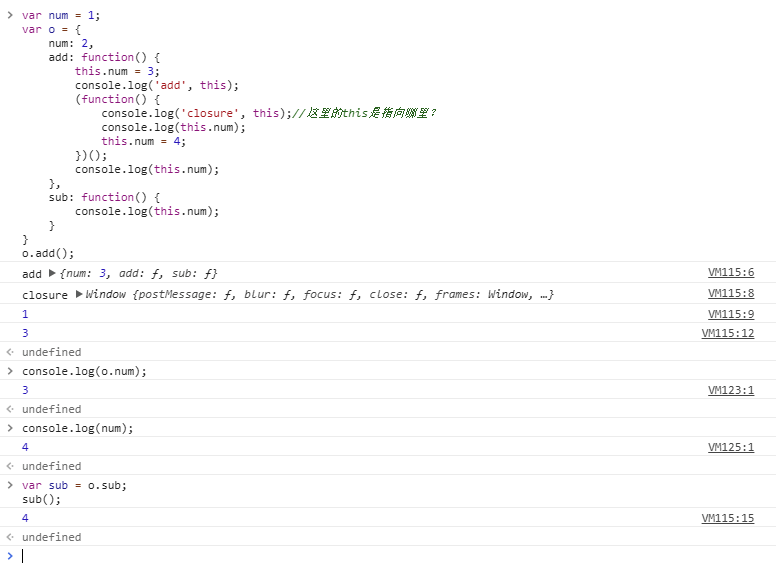 var num = 1;
var o = {
    num: 2,
    add: function() {
        this.num = 3;
        console.log('add', this);
        (function() {
            console.log('closure', this);//这里的this是指向哪里?
            console.log(this.num);
            this.num = 4;
        })();
        console.log(this.num);
    },
    sub: function() {
        console.log(this.num);
    }
}
o.add();
add ▶{num: 3, add: ƒ, sub: ƒ} VM115:6
closure ▶Window {postMessage: ƒ, blur: ƒ, focus: ƒ, close: ƒ, frames: Window, …} VM115:8
1 VM115:9
3 VM115:12
undefined
console.log(o.num);
3 VM123:1
undefined
console.log(num);
4 VM125:1
undefined
var sub = o.sub;
sub();
4 VM115:15
undefined